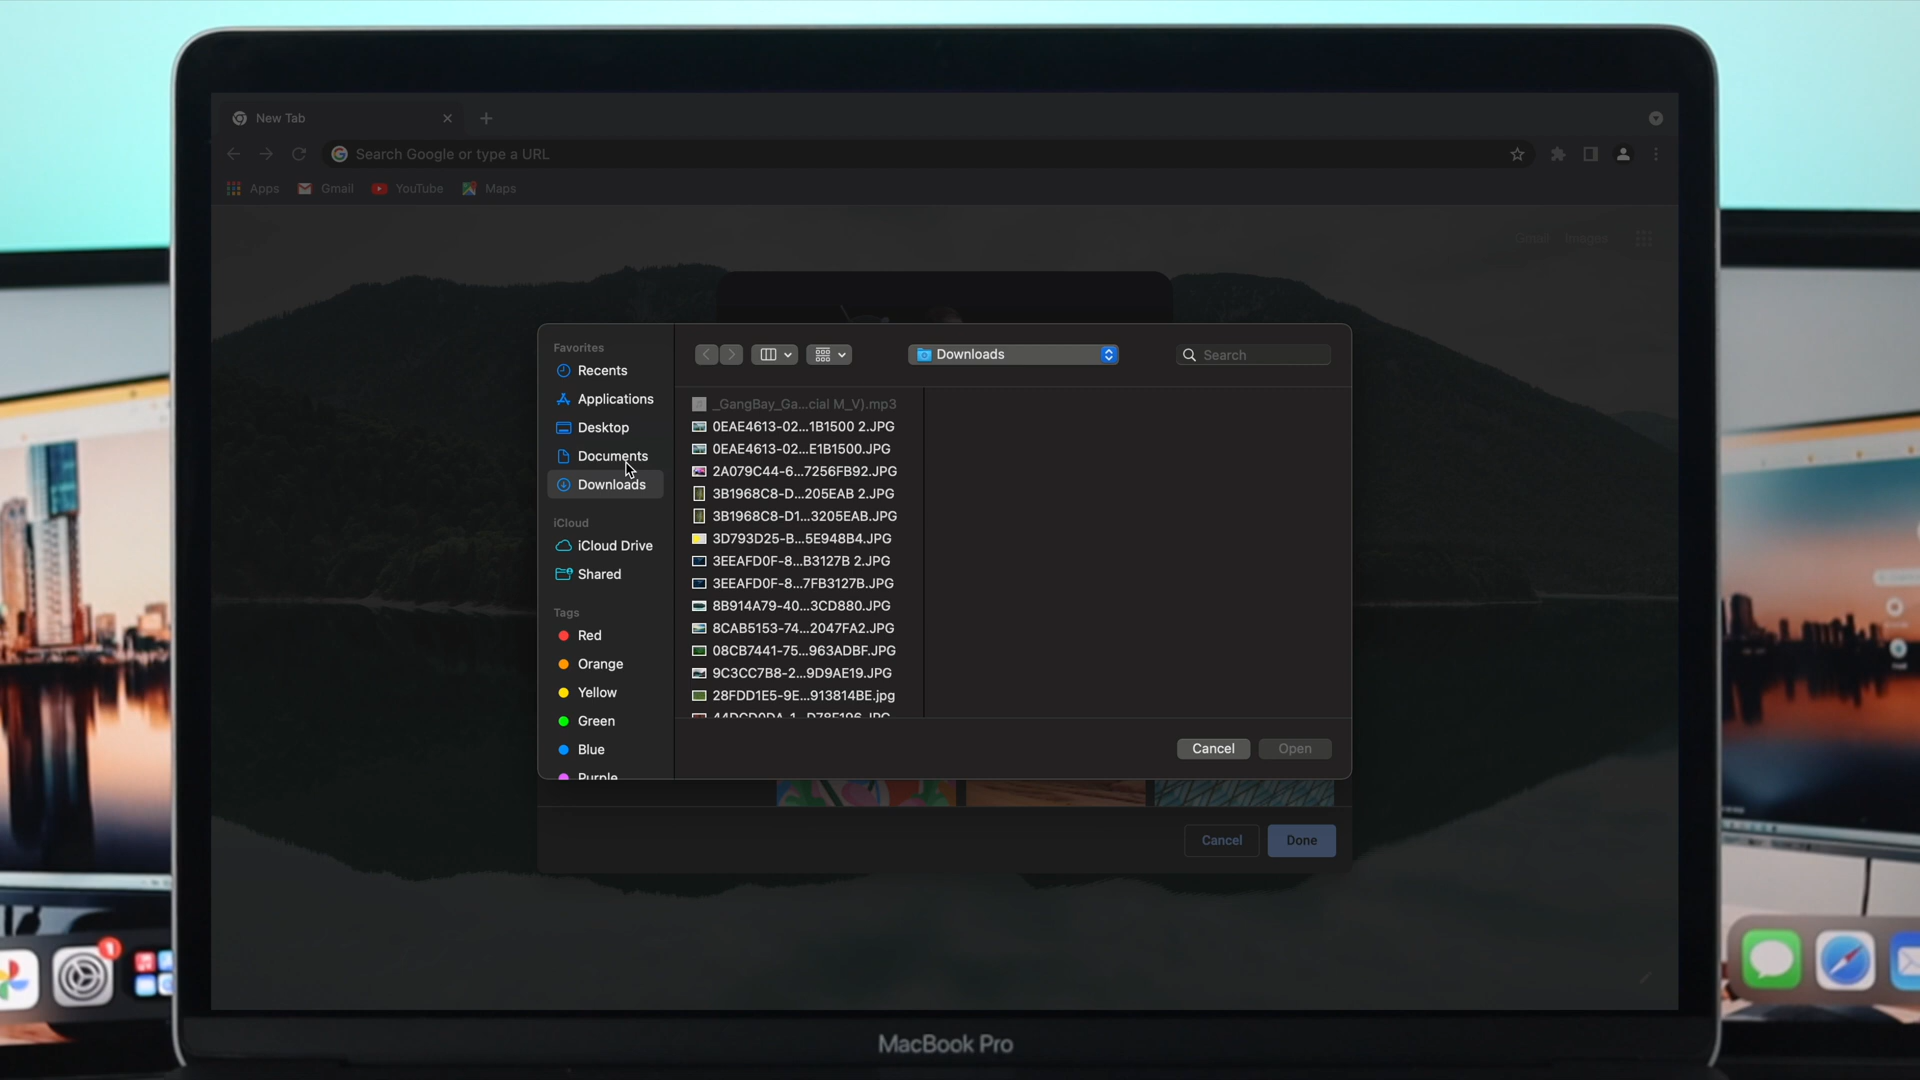 New Tab
Search Google or type a URL
Apps
Gmail
YouTube
Maps
Gmail
Images
Favorites
Recents
Applications
Desktop
Documents
Downloads
iCloud
iCloud Drive
Shared
Tags
Red
Orange
Yellow
Green
Blue
Purple
Downloads
Search
_GangBay_Ga...cial M_V).mp3
0EAE4613-02...1B1500 2.JPG
0EAE4613-02...E1B1500.JPG
2A079C44-6...7256FB92.JPG
3B1968C8-D...205EAB 2.JPG
3B1968C8-D1...3205EAB.JPG
3D793D25-B...5E948B4.JPG
3EEAFD0F-8...B3127B 2.JPG
3EEAFD0F-8...7FB3127B.JPG
8B914A79-40...3CD880.JPG
8CAB5153-74...2047FA2.JPG
08CB7441-75...963ADBF.JPG
9C3CC7B8-2...9D9AE19.JPG
28FDD1E5-9E...913814BE.jpg
Cancel
Open
Cancel
Done
MacBook Pro